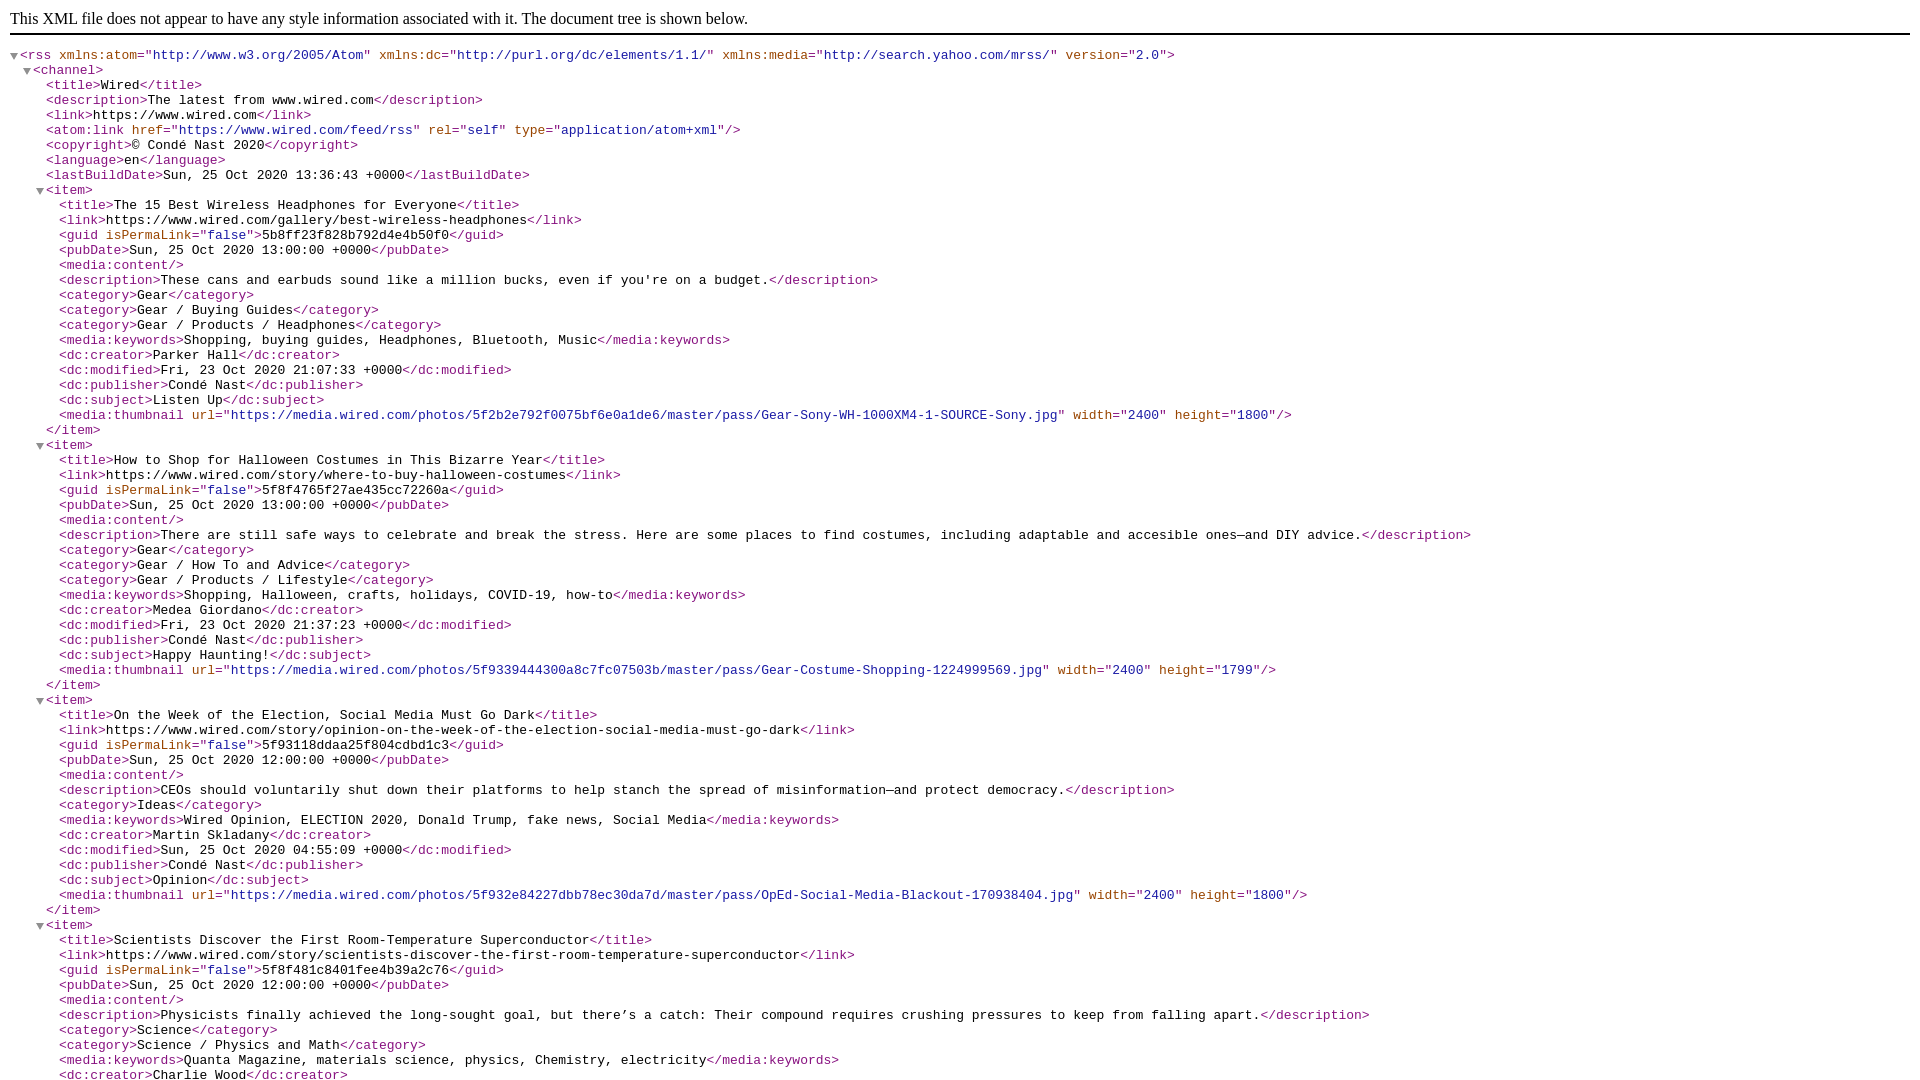 This XML file does not appear to have any style information associated with it. The document tree is shown below.
<rss xmlns:atom="http://www.w3.org/2005/Atom" xmlns:dc="http://purl.org/dc/elements/1.1/" xmlns:media="http://search.yahoo.com/mrss/" version="2.0">
<channel>
<title>Wired</title>
<description>The latest from www.wired.com</description>
<link>https://www.wired.com</link>
<atom:link href="https://www.wired.com/feed/rss" rel="self" type="application/atom+xml"/>
<copyright>© Condé Nast 2020</copyright>
<language>en</language>
<lastBuildDate>Sun, 25 Oct 2020 13:36:43 +0000</lastBuildDate>
<item>
<title>The 15 Best Wireless Headphones for Everyone</title>
<link>https://www.wired.com/gallery/best-wireless-headphones</link>
<guid isPermaLink="false">5b8ff23f828b792d4e4b50f0</guid>
<pubDate>Sun, 25 Oct 2020 13:00:00 +0000</pubDate>
<media:content/>
<description>These cans and earbuds sound like a million bucks, even if you're on a budget.</description>
<category>Gear</category>
<category>Gear / Buying Guides</category>
<category>Gear / Products / Headphones</category>
<media:keywords>Shopping, buying guides, Headphones, Bluetooth, Music</media:keywords>
<dc:creator>Parker Hall</dc:creator>
<dc:modified>Fri, 23 Oct 2020 21:07:33 +0000</dc:modified>
<dc:publisher>Condé Nast</dc:publisher>
<dc:subject>Listen Up</dc:subject>
<media:thumbnail url="https://media.wired.com/photos/5f2b2e792f0075bf6e0a1de6/master/pass/Gear-Sony-WH-1000XM4-1-SOURCE-Sony.jpg" width="2400" height="1800"/>
</item>
<item>
<title>How to Shop for Halloween Costumes in This Bizarre Year</title>
<link>https://www.wired.com/story/where-to-buy-halloween-costumes</link>
<guid isPermaLink="false">5f8f4765f27ae435cc72260a</guid>
<pubDate>Sun, 25 Oct 2020 13:00:00 +0000</pubDate>
<media:content/>
<description>There are still safe ways to celebrate and break the stress. Here are some places to find costumes, including adaptable and accesible ones—and DIY advice.</description>
<category>Gear</category>
<category>Gear / How To and Advice</category>
<category>Gear / Products / Lifestyle</category>
<media:keywords>Shopping, Halloween, crafts, holidays, COVID-19, how-to</media:keywords>
<dc:creator>Medea Giordano</dc:creator>
<dc:modified>Fri, 23 Oct 2020 21:37:23 +0000</dc:modified>
<dc:publisher>Condé Nast</dc:publisher>
<dc:subject>Happy Haunting!</dc:subject>
<media:thumbnail url="https://media.wired.com/photos/5f9339444300a8c7fc07503b/master/pass/Gear-Costume-Shopping-1224999569.jpg" width="2400" height="1799"/>
</item>
<item>
<title>On the Week of the Election, Social Media Must Go Dark</title>
<link>https://www.wired.com/story/opinion-on-the-week-of-the-election-social-media-must-go-dark</link>
<guid isPermaLink="false">5f93118ddaa25f804cdbd1c3</guid>
<pubDate>Sun, 25 Oct 2020 12:00:00 +0000</pubDate>
<media:content/>
<description>CEOs should voluntarily shut down their platforms to help stanch the spread of misinformation—and protect democracy.</description>
<category>Ideas</category>
<media:keywords>Wired Opinion, ELECTION 2020, Donald Trump, fake news, Social Media</media:keywords>
<dc:creator>Martin Skladany</dc:creator>
<dc:modified>Sun, 25 Oct 2020 04:55:09 +0000</dc:modified>
<dc:publisher>Condé Nast</dc:publisher>
<dc:subject>Opinion</dc:subject>
<media:thumbnail url="https://media.wired.com/photos/5f932e84227dbb78ec30da7d/master/pass/OpEd-Social-Media-Blackout-170938404.jpg" width="2400" height="1800"/>
</item>
<item>
<title>Scientists Discover the First Room-Temperature Superconductor</title>
<link>https://www.wired.com/story/scientists-discover-the-first-room-temperature-superconductor</link>
<guid isPermaLink="false">5f8f481c8401fee4b39a2c76</guid>
<pubDate>Sun, 25 Oct 2020 12:00:00 +0000</pubDate>
<media:content/>
<description>Physicists finally achieved the long-sought goal, but there’s a catch: Their compound requires crushing pressures to keep from falling apart.</description>
<category>Science</category>
<category>Science / Physics and Math</category>
<media:keywords>Quanta Magazine, materials science, physics, Chemistry, electricity</media:keywords>
<dc:creator>Charlie Wood</dc:creator>